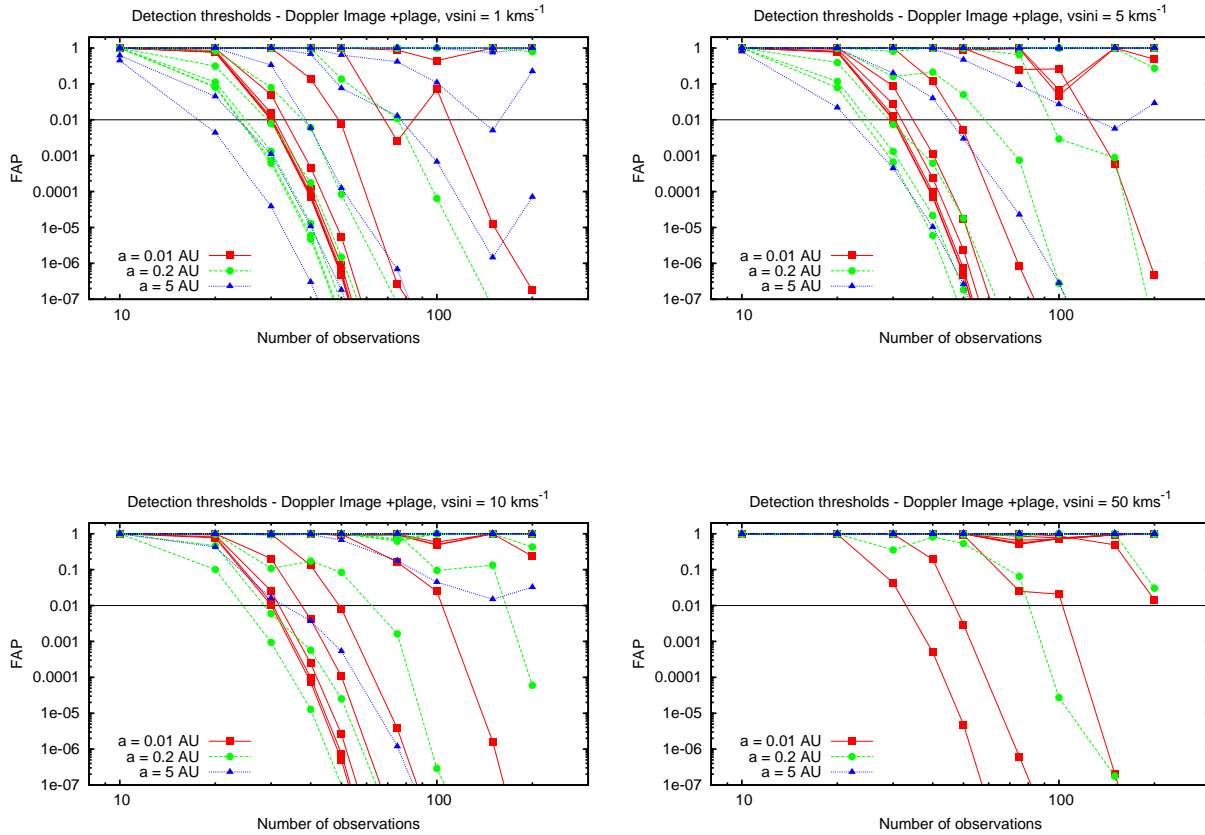 Detection thresholds - Doppler Image +plage, vsini = 1 kms⁻¹
1
0.1
0.01
0.001
0.0001
1e-05
1e-06
1e-07
FAP
a = 0.01 AU
a = 0.2 AU
a = 5 AU
10 100
Number of observations
Detection thresholds - Doppler Image +plage, vsini = 5 kms⁻¹
1
0.1
0.01
0.001
0.0001
1e-05
1e-06
1e-07
FAP
a = 0.01 AU
a = 0.2 AU
a = 5 AU
10 100
Number of observations
Detection thresholds - Doppler Image +plage, vsini = 10 kms⁻¹
1
0.1
0.01
0.001
0.0001
1e-05
1e-06
1e-07
FAP
a = 0.01 AU
a = 0.2 AU
a = 5 AU
10 100
Number of observations
Detection thresholds - Doppler Image +plage, vsini = 50 kms⁻¹
1
0.1
0.01
0.001
0.0001
1e-05
1e-06
1e-07
FAP
a = 0.01 AU
a = 0.2 AU
a = 5 AU
10 100
Number of observations